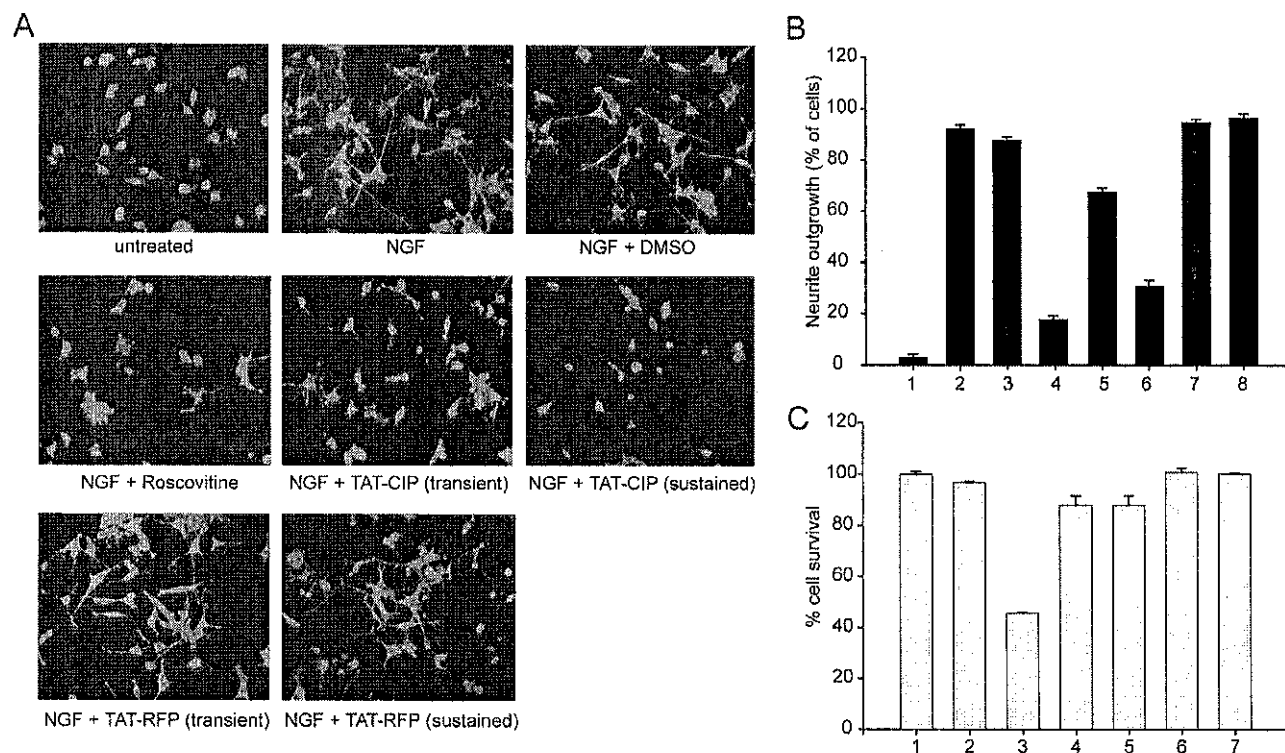 A
untreated
NGF
NGF + DMSO
NGF + Roscovitine
NGF + TAT-CIP (transient)
NGF + TAT-CIP (sustained)
NGF + TAT-RFP (transient)
NGF + TAT-RFP (sustained)
B
Neurite outgrowth (% of cells)
120
100
80
60
40
20
0
1 2 3 4 5 6 7 8
C
% cell survival
120
100
80
60
40
20
0
1 2 3 4 5 6 7